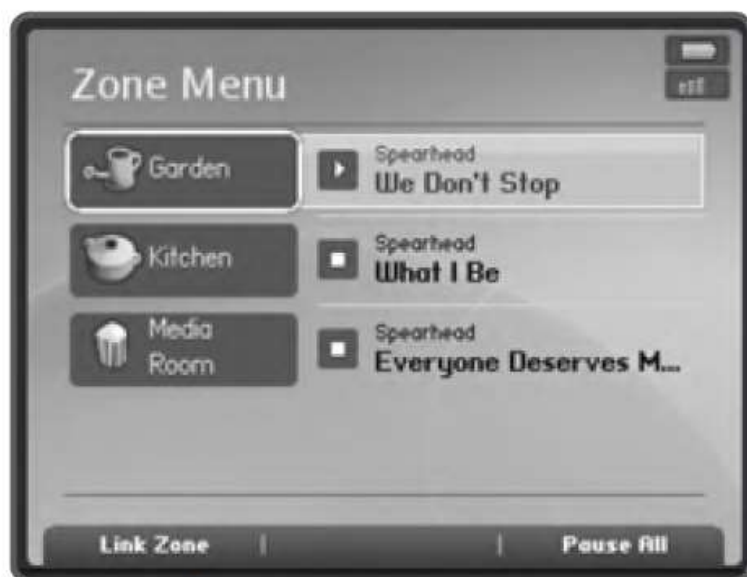 Zone Menu
Garden
Spearhead
We Don't Stop
Kitchen
Spearhead
What I Be
Media
Room
Spearhead
Everyone Deserves M...
Link Zone
Pause All